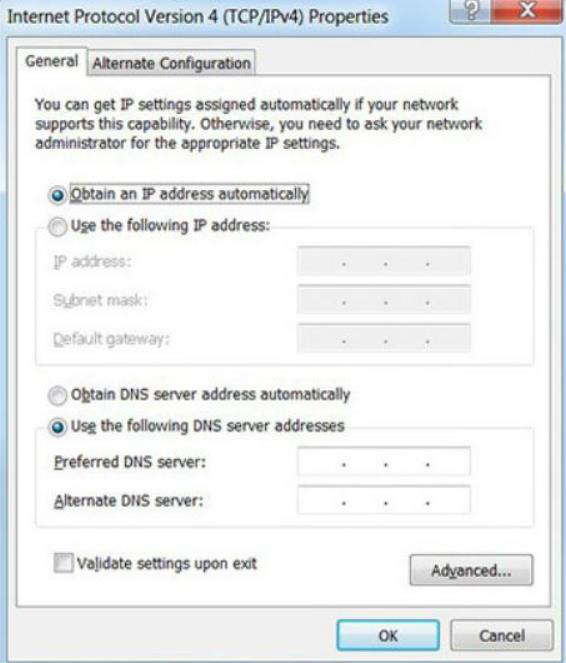 Internet Protocol Version 4 (TCP/IPv4) Properties
General
Alternate Configuration
You can get IP settings assigned automatically if your network
supports this capability. Otherwise, you need to ask your network
administrator for the appropriate IP settings.
Obtain an IP address automatically
Use the following IP address:
IP address:
Subnet mask:
Default gateway:
Obtain DNS server address automatically
Use the following DNS server addresses
Preferred DNS server:
Alternate DNS server:
Validate settings upon exit
Advanced...
OK
Cancel